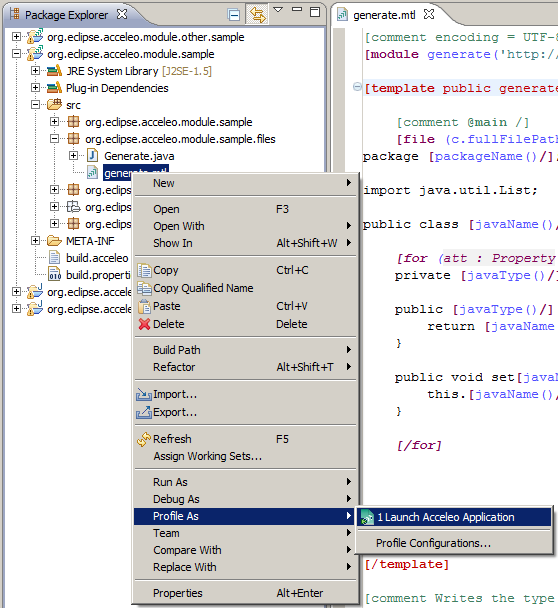 Package Explorer
org.eclipse.acceleo.module.other.sample
org.eclipse.acceleo.module.sample
JRE System Library [J2SE-1.5]
Plug-in Dependencies
src
org.eclipse.acceleo.module.sample
org.eclipse.acceleo.module.sample.files
Generate.java
generate.mtl
org.eclips
org.eclips
org.eclips
META-INF
build.acceleo
build.properti
org.eclipse.accele
org.eclipse.accele
New
Open F3
Open With
Show In Alt+Shift+W
Copy Ctrl+C
Copy Qualified Name
Paste Ctrl+V
Delete Delete
Build Path
Refactor Alt+Shift+T
Import...
Export...
Refresh F5
Assign Working Sets...
Run As
Debug As
Profile As
Team
Compare With
Replace With
Properties Alt+Enter
1 Launch Acceleo Application
Profile Configurations...
generate.mtl
[comment encoding = UTF-8
[module generate('http://
[template public generate
[comment @main /]
[file (c.fullFilePat
package [packageName()/]
import java.util.List;
public class [javaName()/
[for (att : Property
private [javaType()/]
public [javaType()/]
return [javaName
}
public void set[javaN
this.[javaName()/
}
[/for]
[/template]
[comment Writes the type